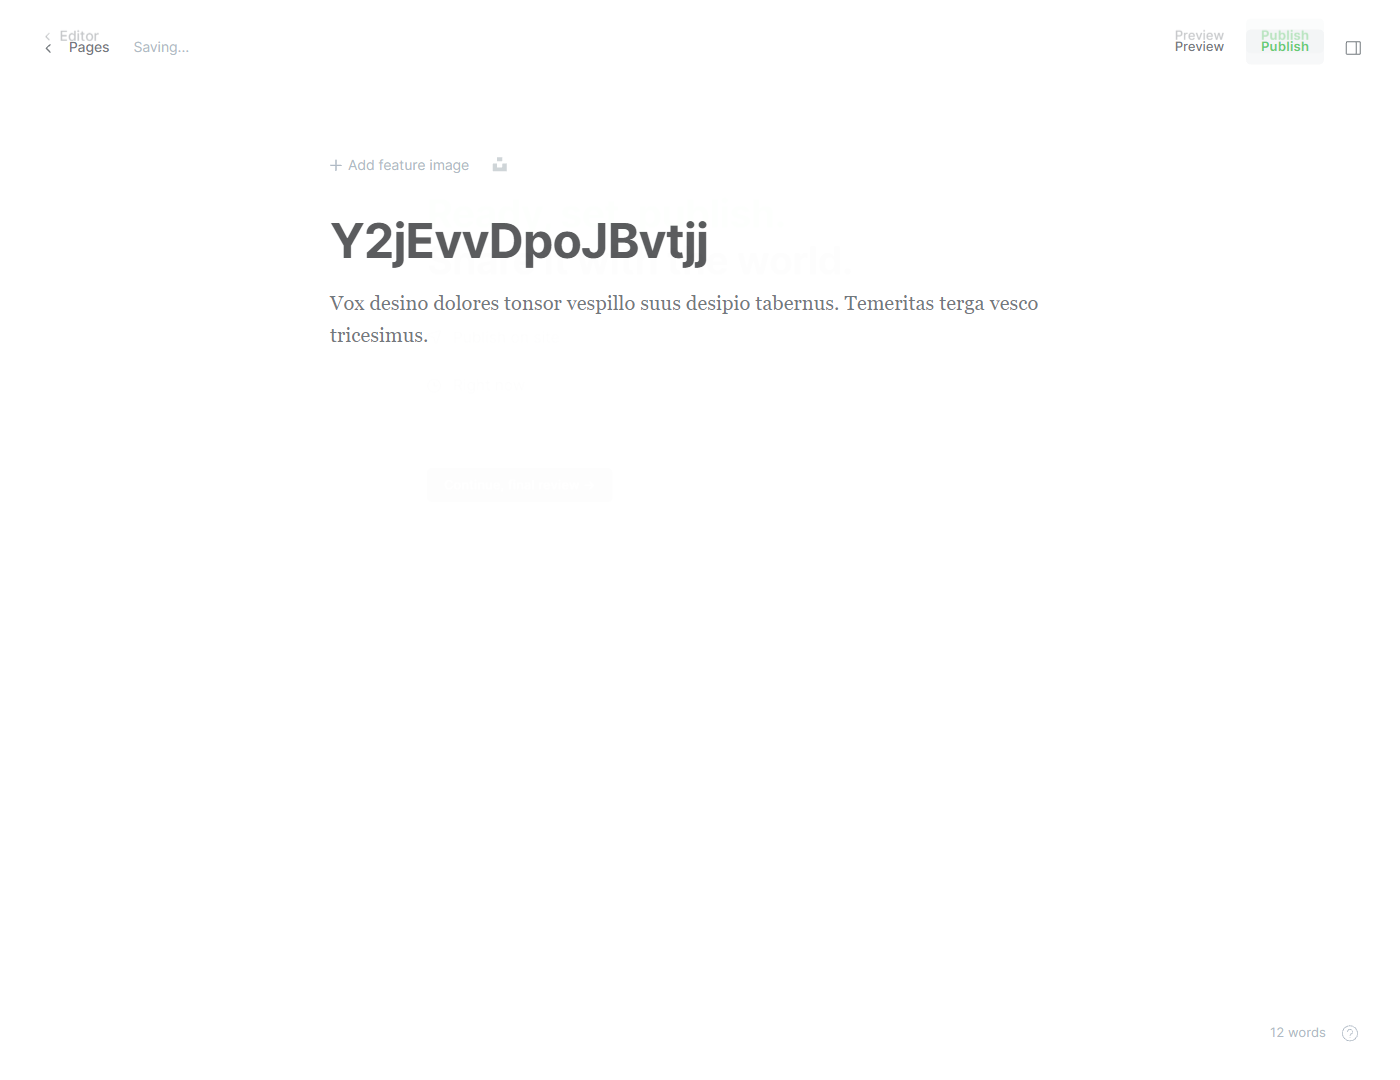 Editor
Pages Saving...
Preview Publish
Preview Publish
Add feature image
Y2jEvvDpoJBvtjj
Vox desino dolores tonsor vespillo suus desipio tabernus. Temeritas terga vesco
tricesimus.
12 words